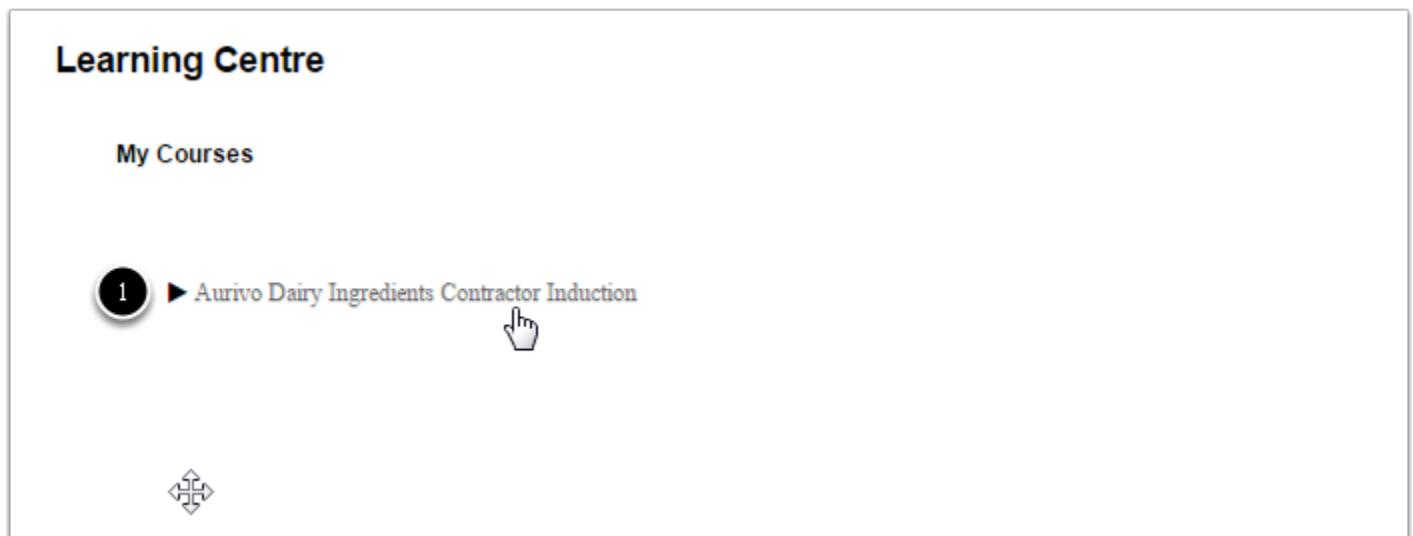 Learning Centre
My Courses
1 ▶ Aurivo Dairy Ingredients Contractor Induction